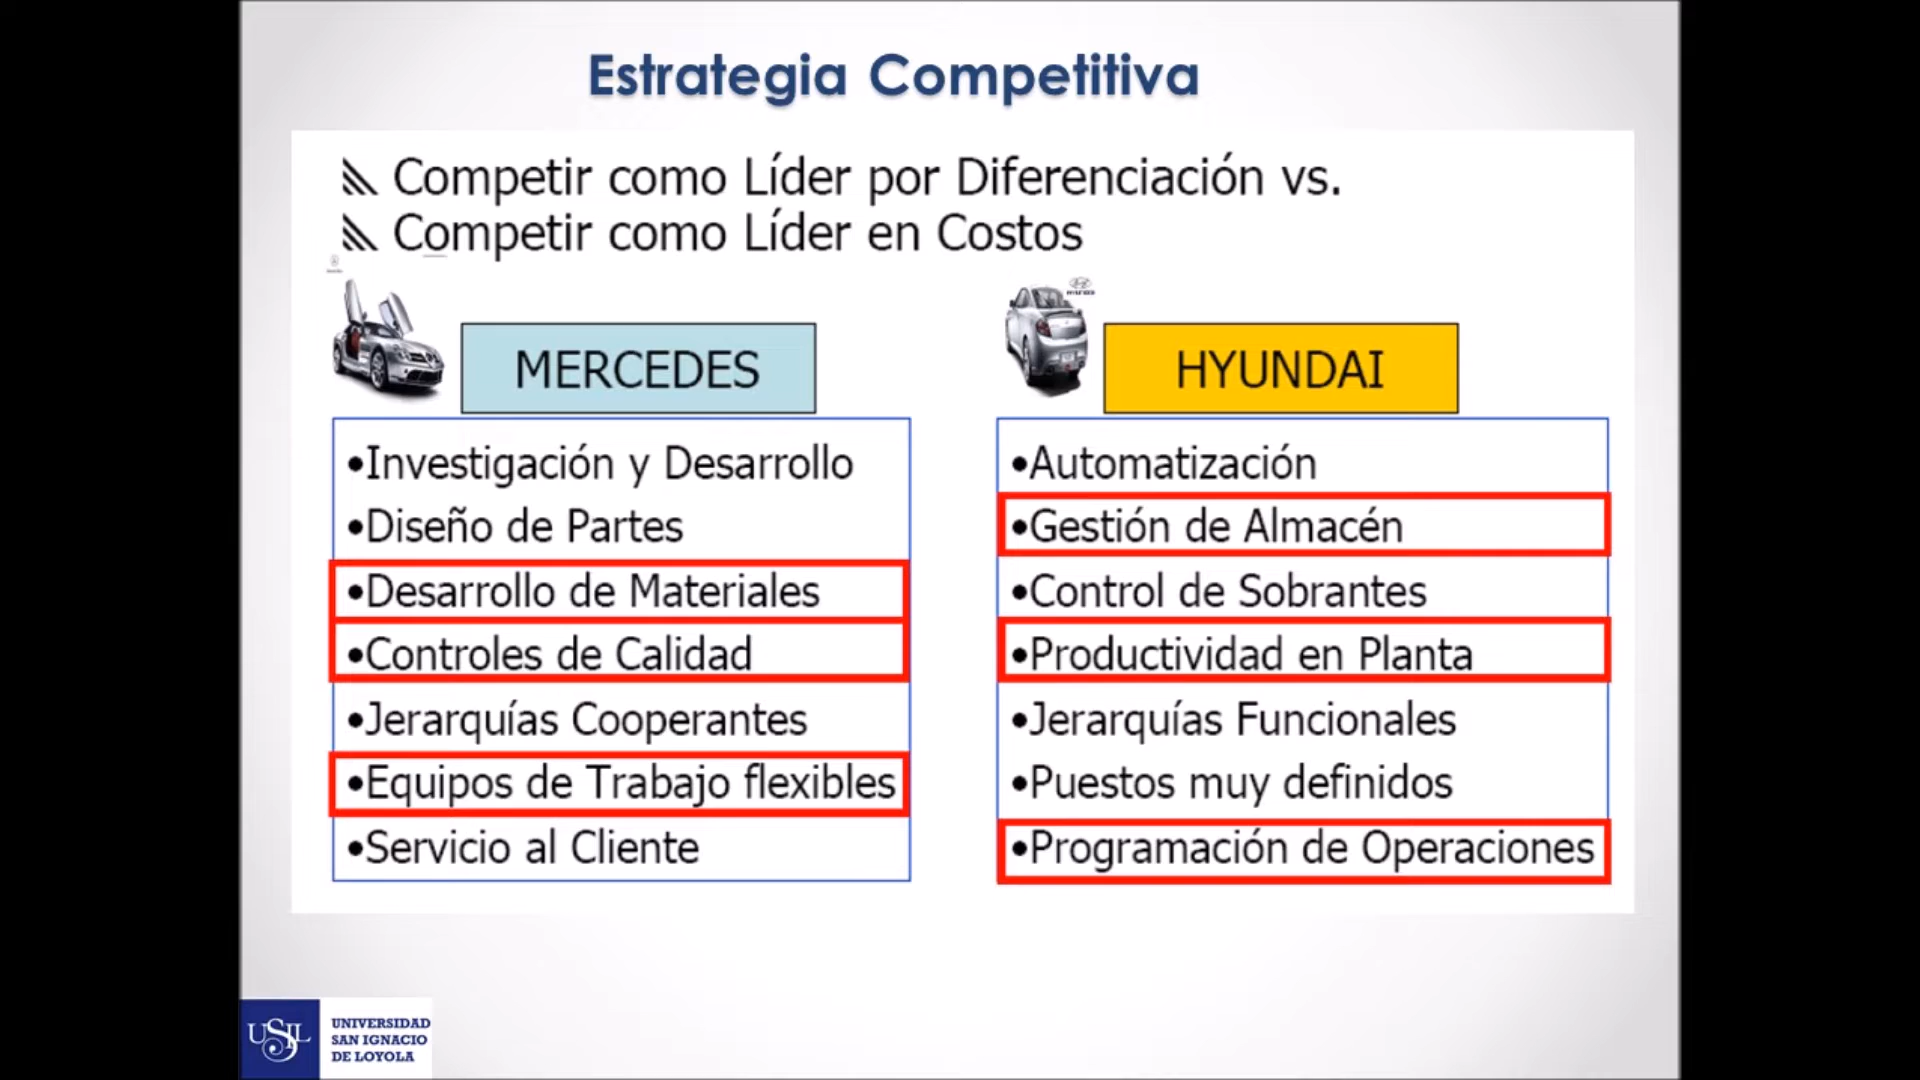 Estrategia Competitiva
Competir como Líder por Diferenciación vs.
Competir como Líder en Costos
MERCEDES
•Investigación y Desarrollo
•Diseño de Partes
•Desarrollo de Materiales
•Controles de Calidad
•Jerarquías Cooperantes
•Equipos de Trabajo flexibles
•Servicio al Cliente
HYUNDAI
•Automatización
•Gestión de Almacén
•Control de Sobrantes
•Productividad en Planta
•Jerarquías Funcionales
•Puestos muy definidos
•Programación de Operaciones
USIL
UNIVERSIDAD
SAN IGNACIO
DE LOYOLA